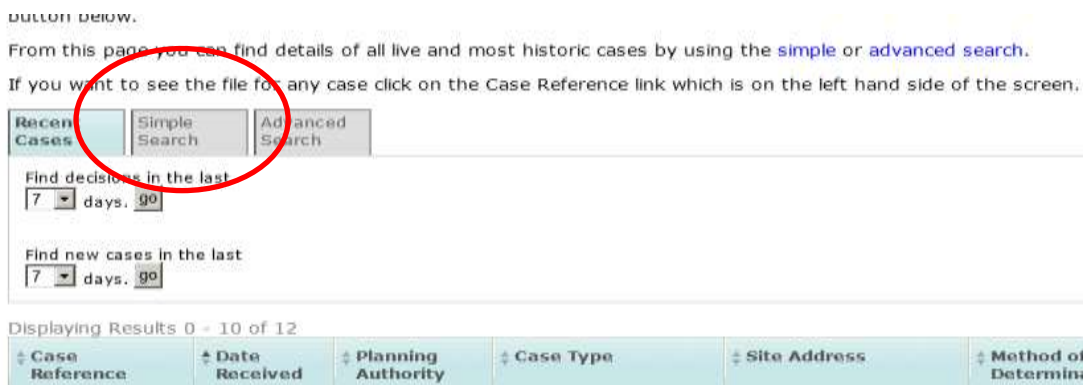 button below.
From this page you can find details of all live and most historic cases by using the simple or advanced search.
If you want to see the file for any case click on the Case Reference link which is on the left hand side of the screen.
Recent Simple Advanced
Cases Search Search
Find decisions in the last
7 days. go
Find new cases in the last
7 days. go
Displaying Results 0 - 10 of 12
Case Date Planning Case Type Site Address Method of
Reference Received Authority Determina